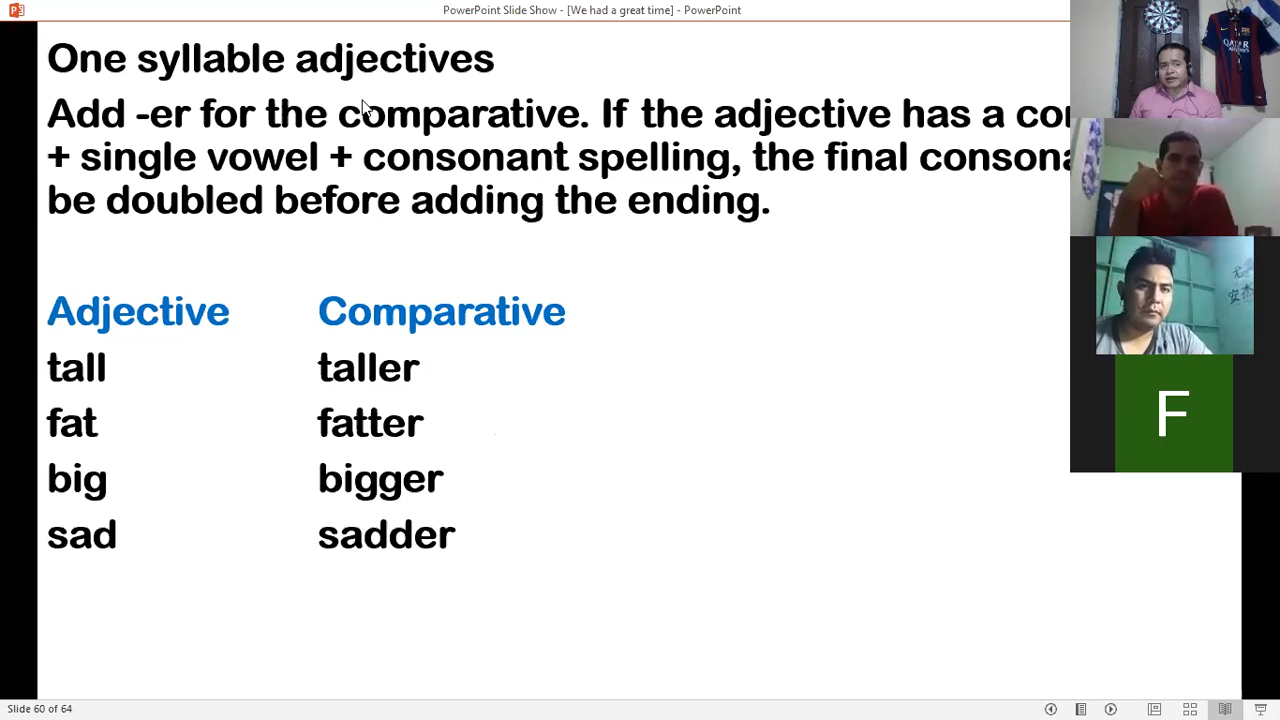 PowerPoint Slide Show - [We had a great time] - PowerPoint
One syllable adjectives
Add -er for the comparative. If the adjective has a
+ single vowel + consonant spelling, the final
be doubled before adding the ending.
Adjective Comparative
tall taller
fat fatter
big bigger
sad sadder
F
Slide 60 of 64